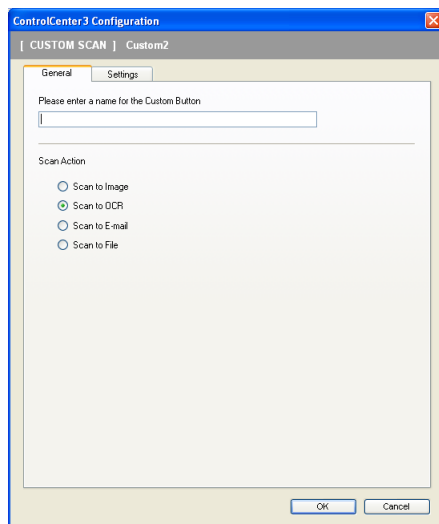 ControlCenter3 Configuration
[ CUSTOM SCAN ] Custom2
General Settings
Please enter a name for the Custom Button
Scan Action
Scan to Image
Scan to OCR
Scan to E-mail
Scan to File
OK Cancel